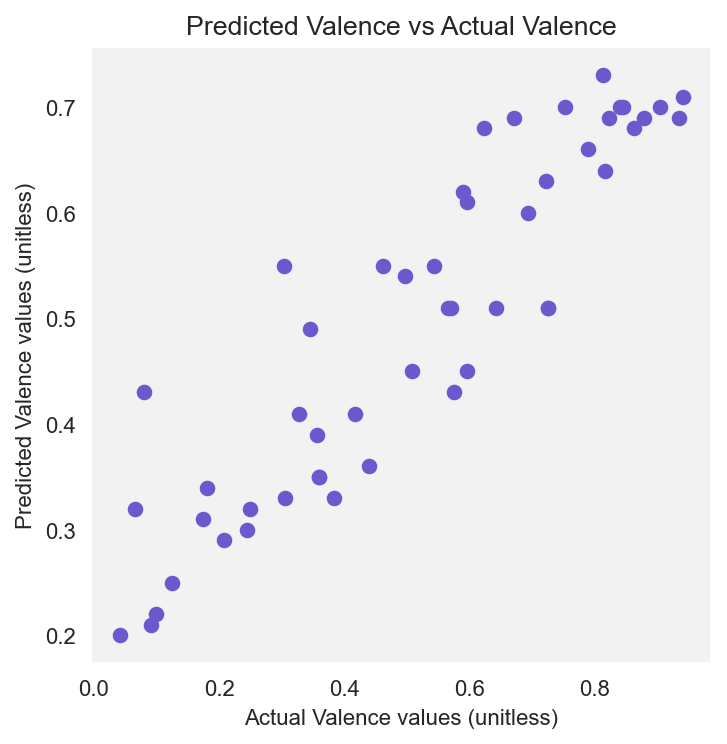 Predicted Valence vs Actual Valence
Predicted Valence values (unitless)
0.7
0.6
0.5
0.4
0.3
0.2
0.0 0.2 0.4 0.6 0.8
Actual Valence values (unitless)